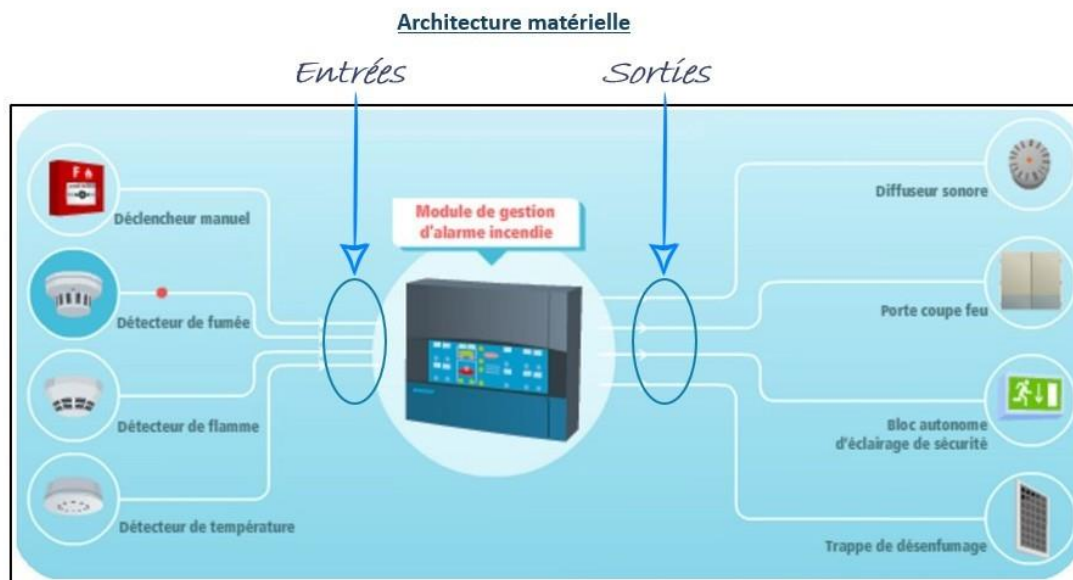 Architecture matérielle
Entrées
Sorties
Déclencheur manuel
Détecteur de fumée
Détecteur de flamme
Détecteur de température
Module de gestion
d'alarme incendie
Diffuseur sonore
Porte coupe feu
Bloc autonome
d'éclairage de sécurité
Trappe de désenfumage
F